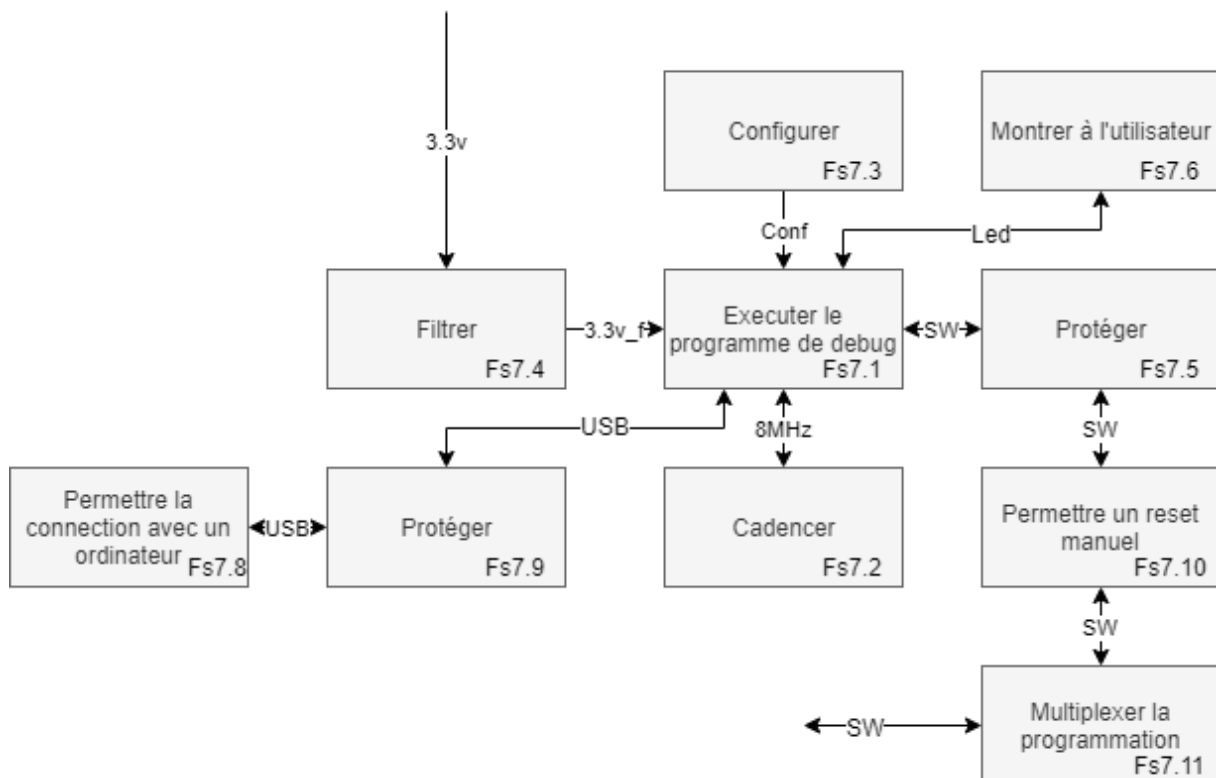 3.3v
Configurer
Fs7.3
Montrer à l'utilisateur
Fs7.6
Conf
Led
Filtrer
Fs7.4
3.3v_f
Executer le
programme de debug
Fs7.1
SW
Protéger
Fs7.5
USB
8MHz
SW
Permettre la
connection avec un
ordinateur
Fs7.8
USB
Protéger
Fs7.9
Cadencer
Fs7.2
Permettre un reset
manuel
Fs7.10
SW
SW
Multiplexer la
programmation
Fs7.11